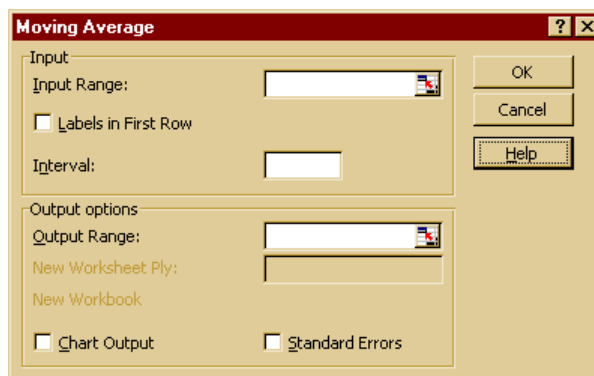 Moving Average
Input
Input Range:
Labels in First Row
Interval:
OK
Cancel
Help
Output options
Output Range:
New Worksheet Ply:
New Workbook
Chart Output
Standard Errors